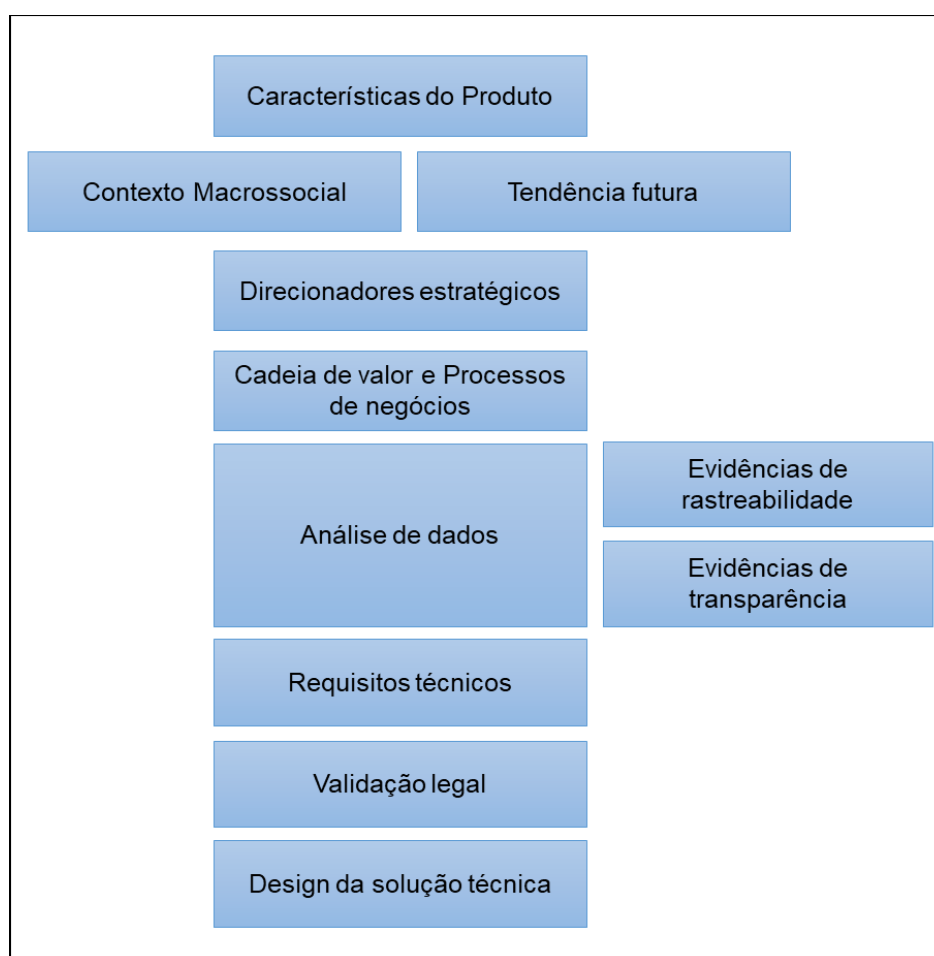 Características do Produto
Contexto Macrossocial
Tendência futura
Direcionadores estratégicos
Cadeia de valor e Processos
de negócios
Análise de dados
Evidências de
rastreabilidade
Evidências de
transparência
Requisitos técnicos
Validação legal
Design da solução técnica